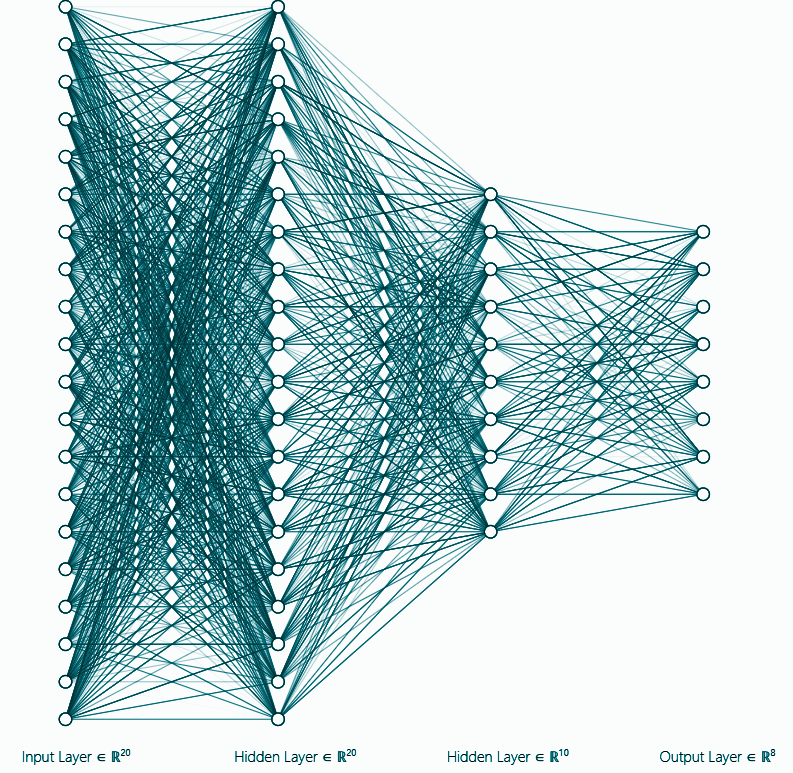 Input Layer ∈ ℝ²⁰
Hidden Layer ∈ ℝ²⁰
Hidden Layer ∈ ℝ¹⁰
Output Layer ∈ ℝ⁸